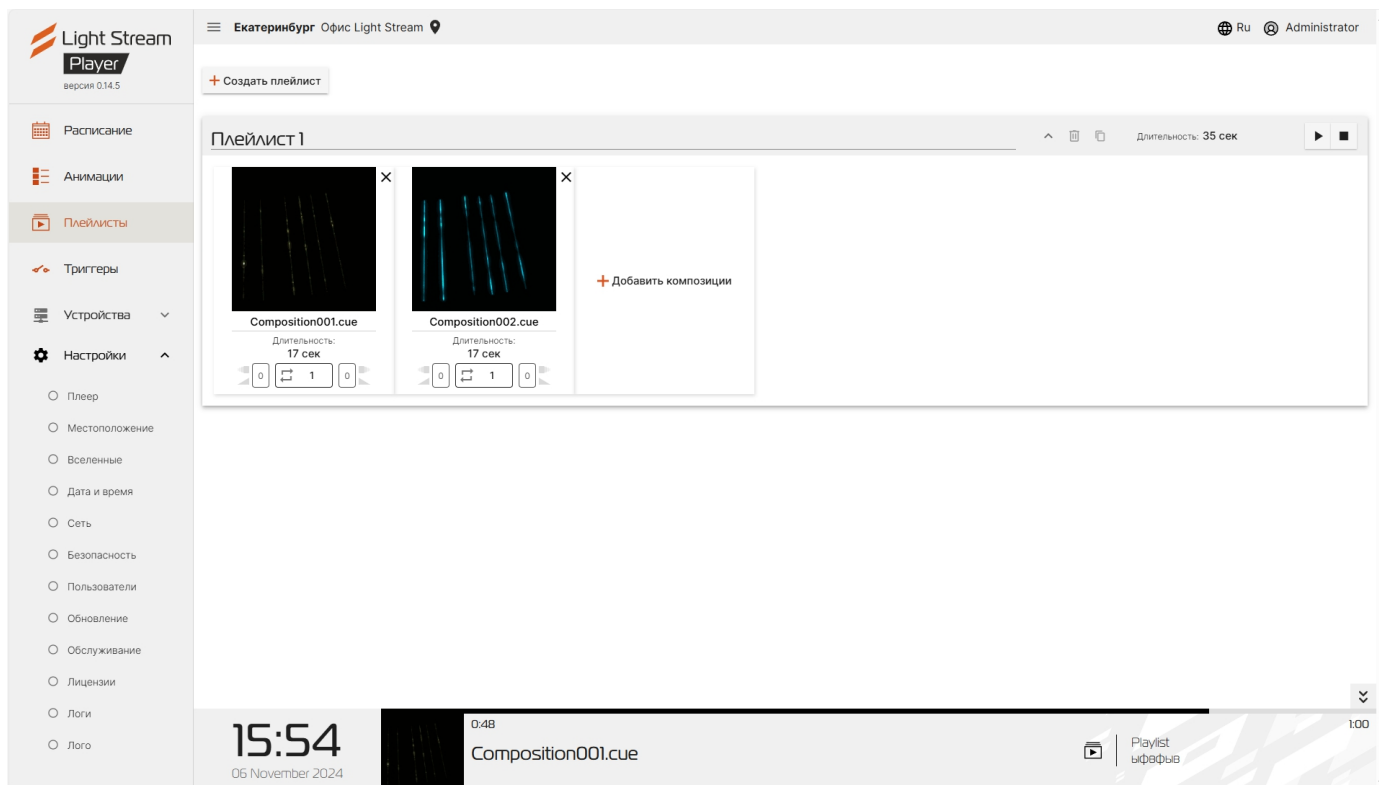 Light Stream
Player
версия 0.14.5
Екатеринбург Офис Light Stream
Ru
Administrator
Расписание
Анимации
Плейлисты
Триггеры
Устройства
Настройки
Плеер
Местоположение
Вселенные
Дата и время
Сеть
Безопасность
Пользователи
Обновление
Обслуживание
Лицензии
Логи
Лого
+ Создать плейлист
Плейлист 1
Длительность: 35 сек
Composition001.cue
Длительность:
17 сек
0 1 0
Composition002.cue
Длительность:
17 сек
0 1 0
+ Добавить композиции
15:54
06 November 2024
0:48
Composition001.cue
Playlist
ыфвфыв
1:00